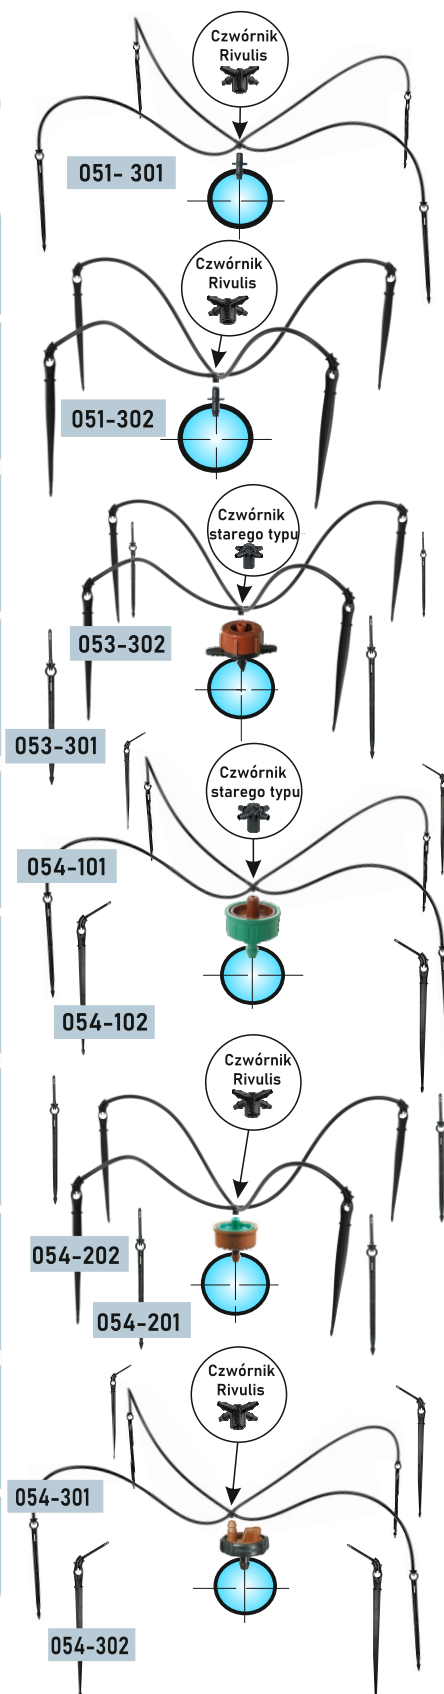 Czwórnik
Rivulis
051- 301
Czwórnik
Rivulis
051-302
Czwórnik
starego typu
053-302
053-301
Czwórnik
starego typu
054-101
054-102
Czwórnik
Rivulis
054-202
054-201
Czwórnik
Rivulis
054-301
054-302